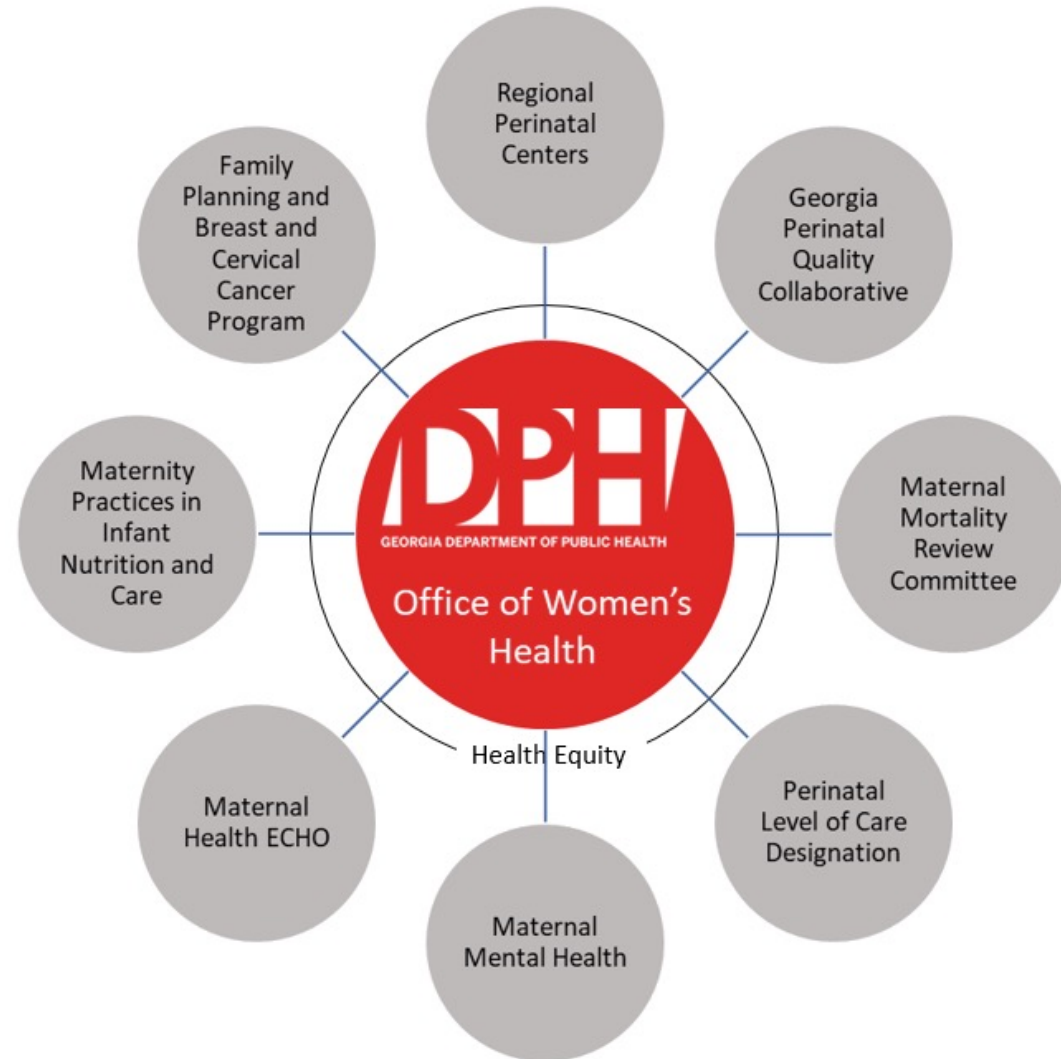 Regional
Perinatal
Centers
Georgia
Perinatal
Quality
Collaborative
Maternal
Mortality
Review
Committee
Perinatal
Level of Care
Designation
Maternal
Mental Health
Maternal
Health ECHO
Maternity
Practices in
Infant
Nutrition and
Care
Family
Planning and
Breast and
Cervical
Cancer
Program
DPH
GEORGIA DEPARTMENT OF PUBLIC HEALTH
Office of Women’s
Health
Health Equity